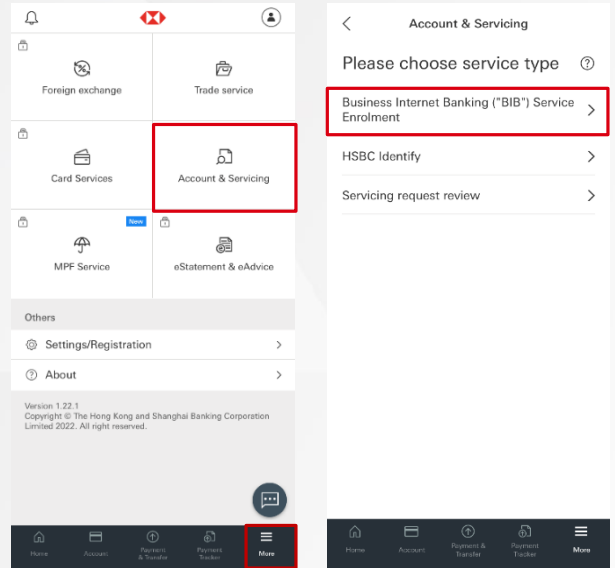 Foreign exchange
Trade service
Card Services
Account & Servicing
New
MPF Service
eStatement & eAdvice
Others
Settings/Registration
About
Version 1.22.1
Copyright © The Hong Kong and Shanghai Banking Corporation
Limited 2022. All right reserved.
Home
Account
Payment
& Transfer
Payment
Tracker
More
Account & Servicing
Please choose service type
Business Internet Banking ("BIB") Service
Enrolment
HSBC Identify
Servicing request review
Home
Account
Payment &
Transfer
Payment
Tracker
More